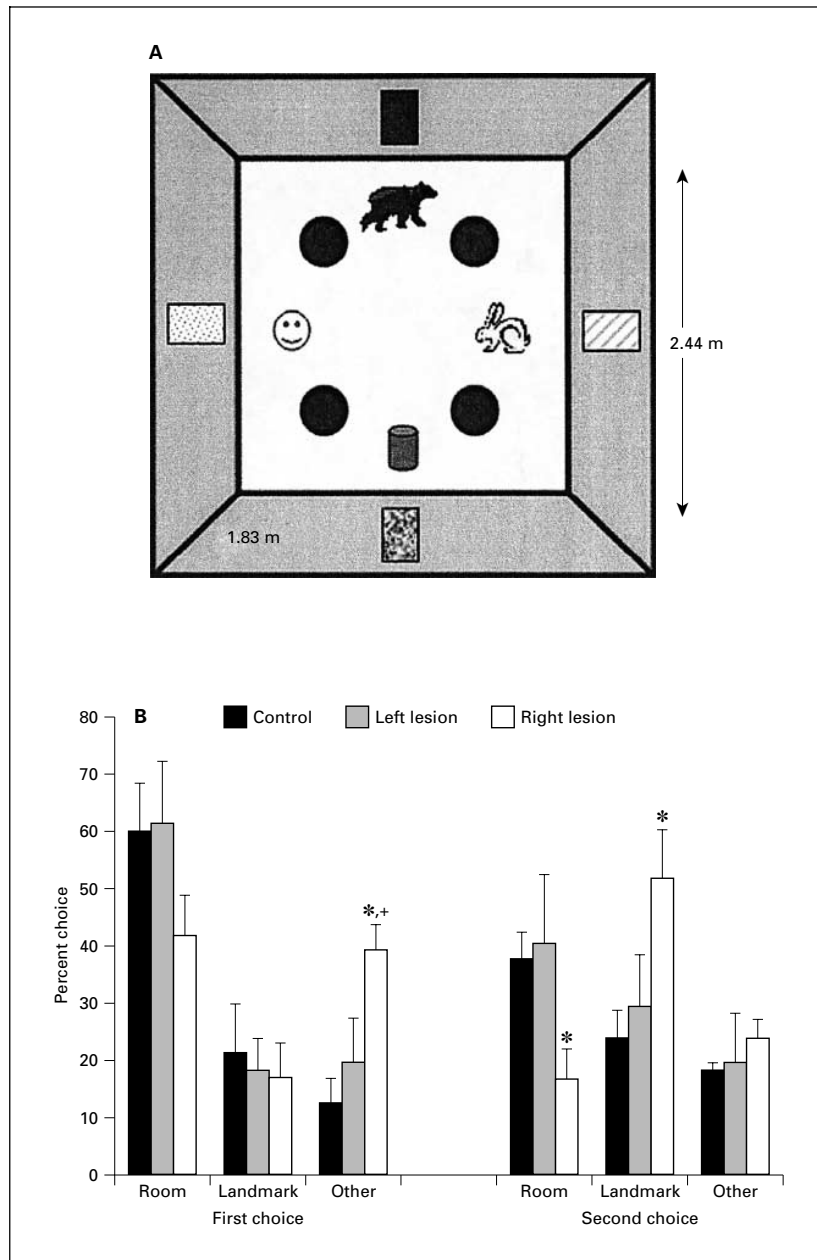 A
2.44 m
1.83 m
B
Control
Left lesion
Right lesion
80
70
60
50
40
30
20
10
0
Percent choice
*,+
*
*
Room
Landmark
Other
Room
Landmark
Other
First choice
Second choice